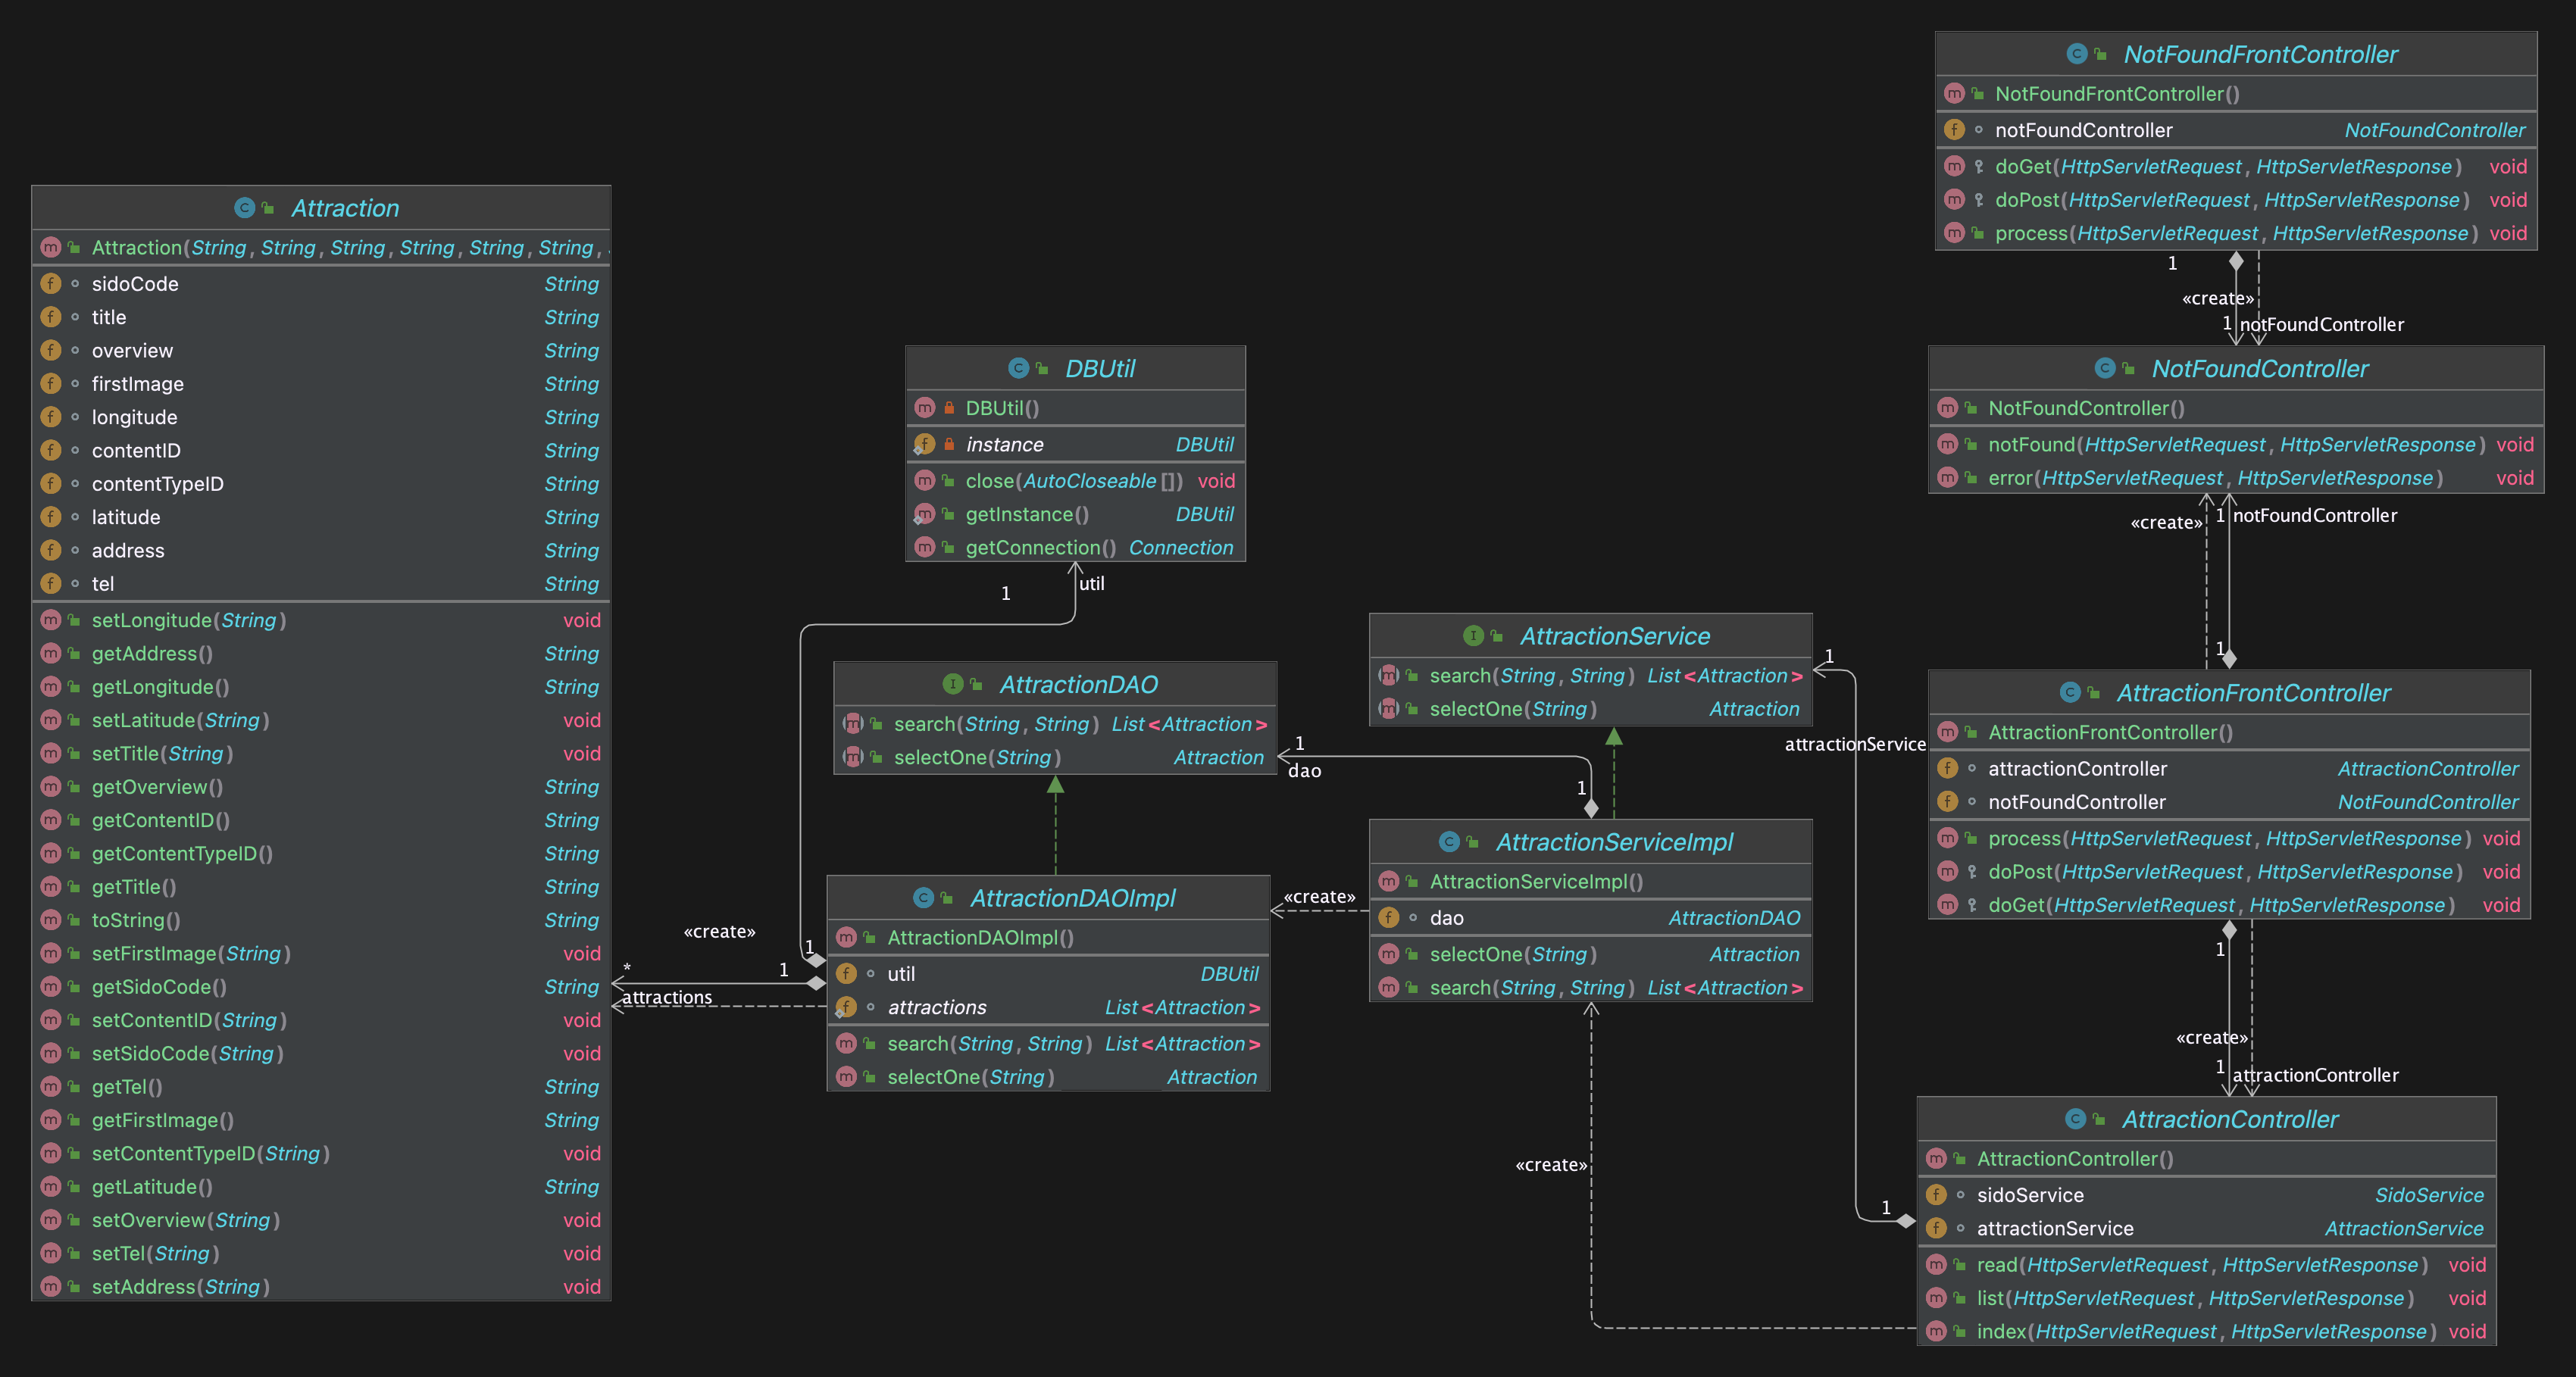 Attraction
Attraction(String, String, String, String, String, String,
sidoCode String
title String
overview String
firstImage String
longitude String
contentID String
contentTypeID String
latitude String
address String
tel String
setLongitude(String) void
getAddress() String
getLongitude() String
setLatitude(String) void
setTitle(String) void
getOverview() String
getContentID() String
getContentTypeID() String
getTitle() String
toString() String
setFirstImage(String) void
getSidoCode() String
setContentID(String) void
setSidoCode(String) void
getTel() String
getFirstImage() String
setContentTypeID(String) void
getLatitude() String
setOverview(String) void
setTel(String) void
setAddress(String) void
DBUtil
DBUtil()
instance DBUtil
close(AutoCloseable[]) void
getInstance() DBUtil
getConnection() Connection
1
util
AttractionDAO
search(String, String) List<Attraction>
selectOne(String) Attraction
«create»
1
1
*
attractions
AttractionDAOImpl
AttractionDAOImpl()
util DBUtil
attractions List<Attraction>
search(String, String) List<Attraction>
selectOne(String) Attraction
AttractionService
search(String, String) List<Attraction>
selectOne(String) Attraction
1
dao
1
1
attractionService
«create»
AttractionServiceImpl
AttractionServiceImpl()
dao AttractionDAO
selectOne(String) Attraction
search(String, String) List<Attraction>
«create»
1
NotFoundFrontController
NotFoundFrontController()
notFoundController NotFoundController
doGet(HttpServletRequest, HttpServletResponse) void
doPost(HttpServletRequest, HttpServletResponse) void
process(HttpServletRequest, HttpServletResponse) void
1
«create»
1
notFoundController
NotFoundController
NotFoundController()
notFound(HttpServletRequest, HttpServletResponse) void
error(HttpServletRequest, HttpServletResponse) void
«create»
1
notFoundController
1
AttractionFrontController
AttractionFrontController()
attractionController AttractionController
notFoundController NotFoundController
process(HttpServletRequest, HttpServletResponse) void
doPost(HttpServletRequest, HttpServletResponse) void
doGet(HttpServletRequest, HttpServletResponse) void
1
«create»
1
attractionController
AttractionController
AttractionController()
sidoService SidoService
attractionService AttractionService
read(HttpServletRequest, HttpServletResponse) void
list(HttpServletRequest, HttpServletResponse) void
index(HttpServletRequest, HttpServletResponse) void